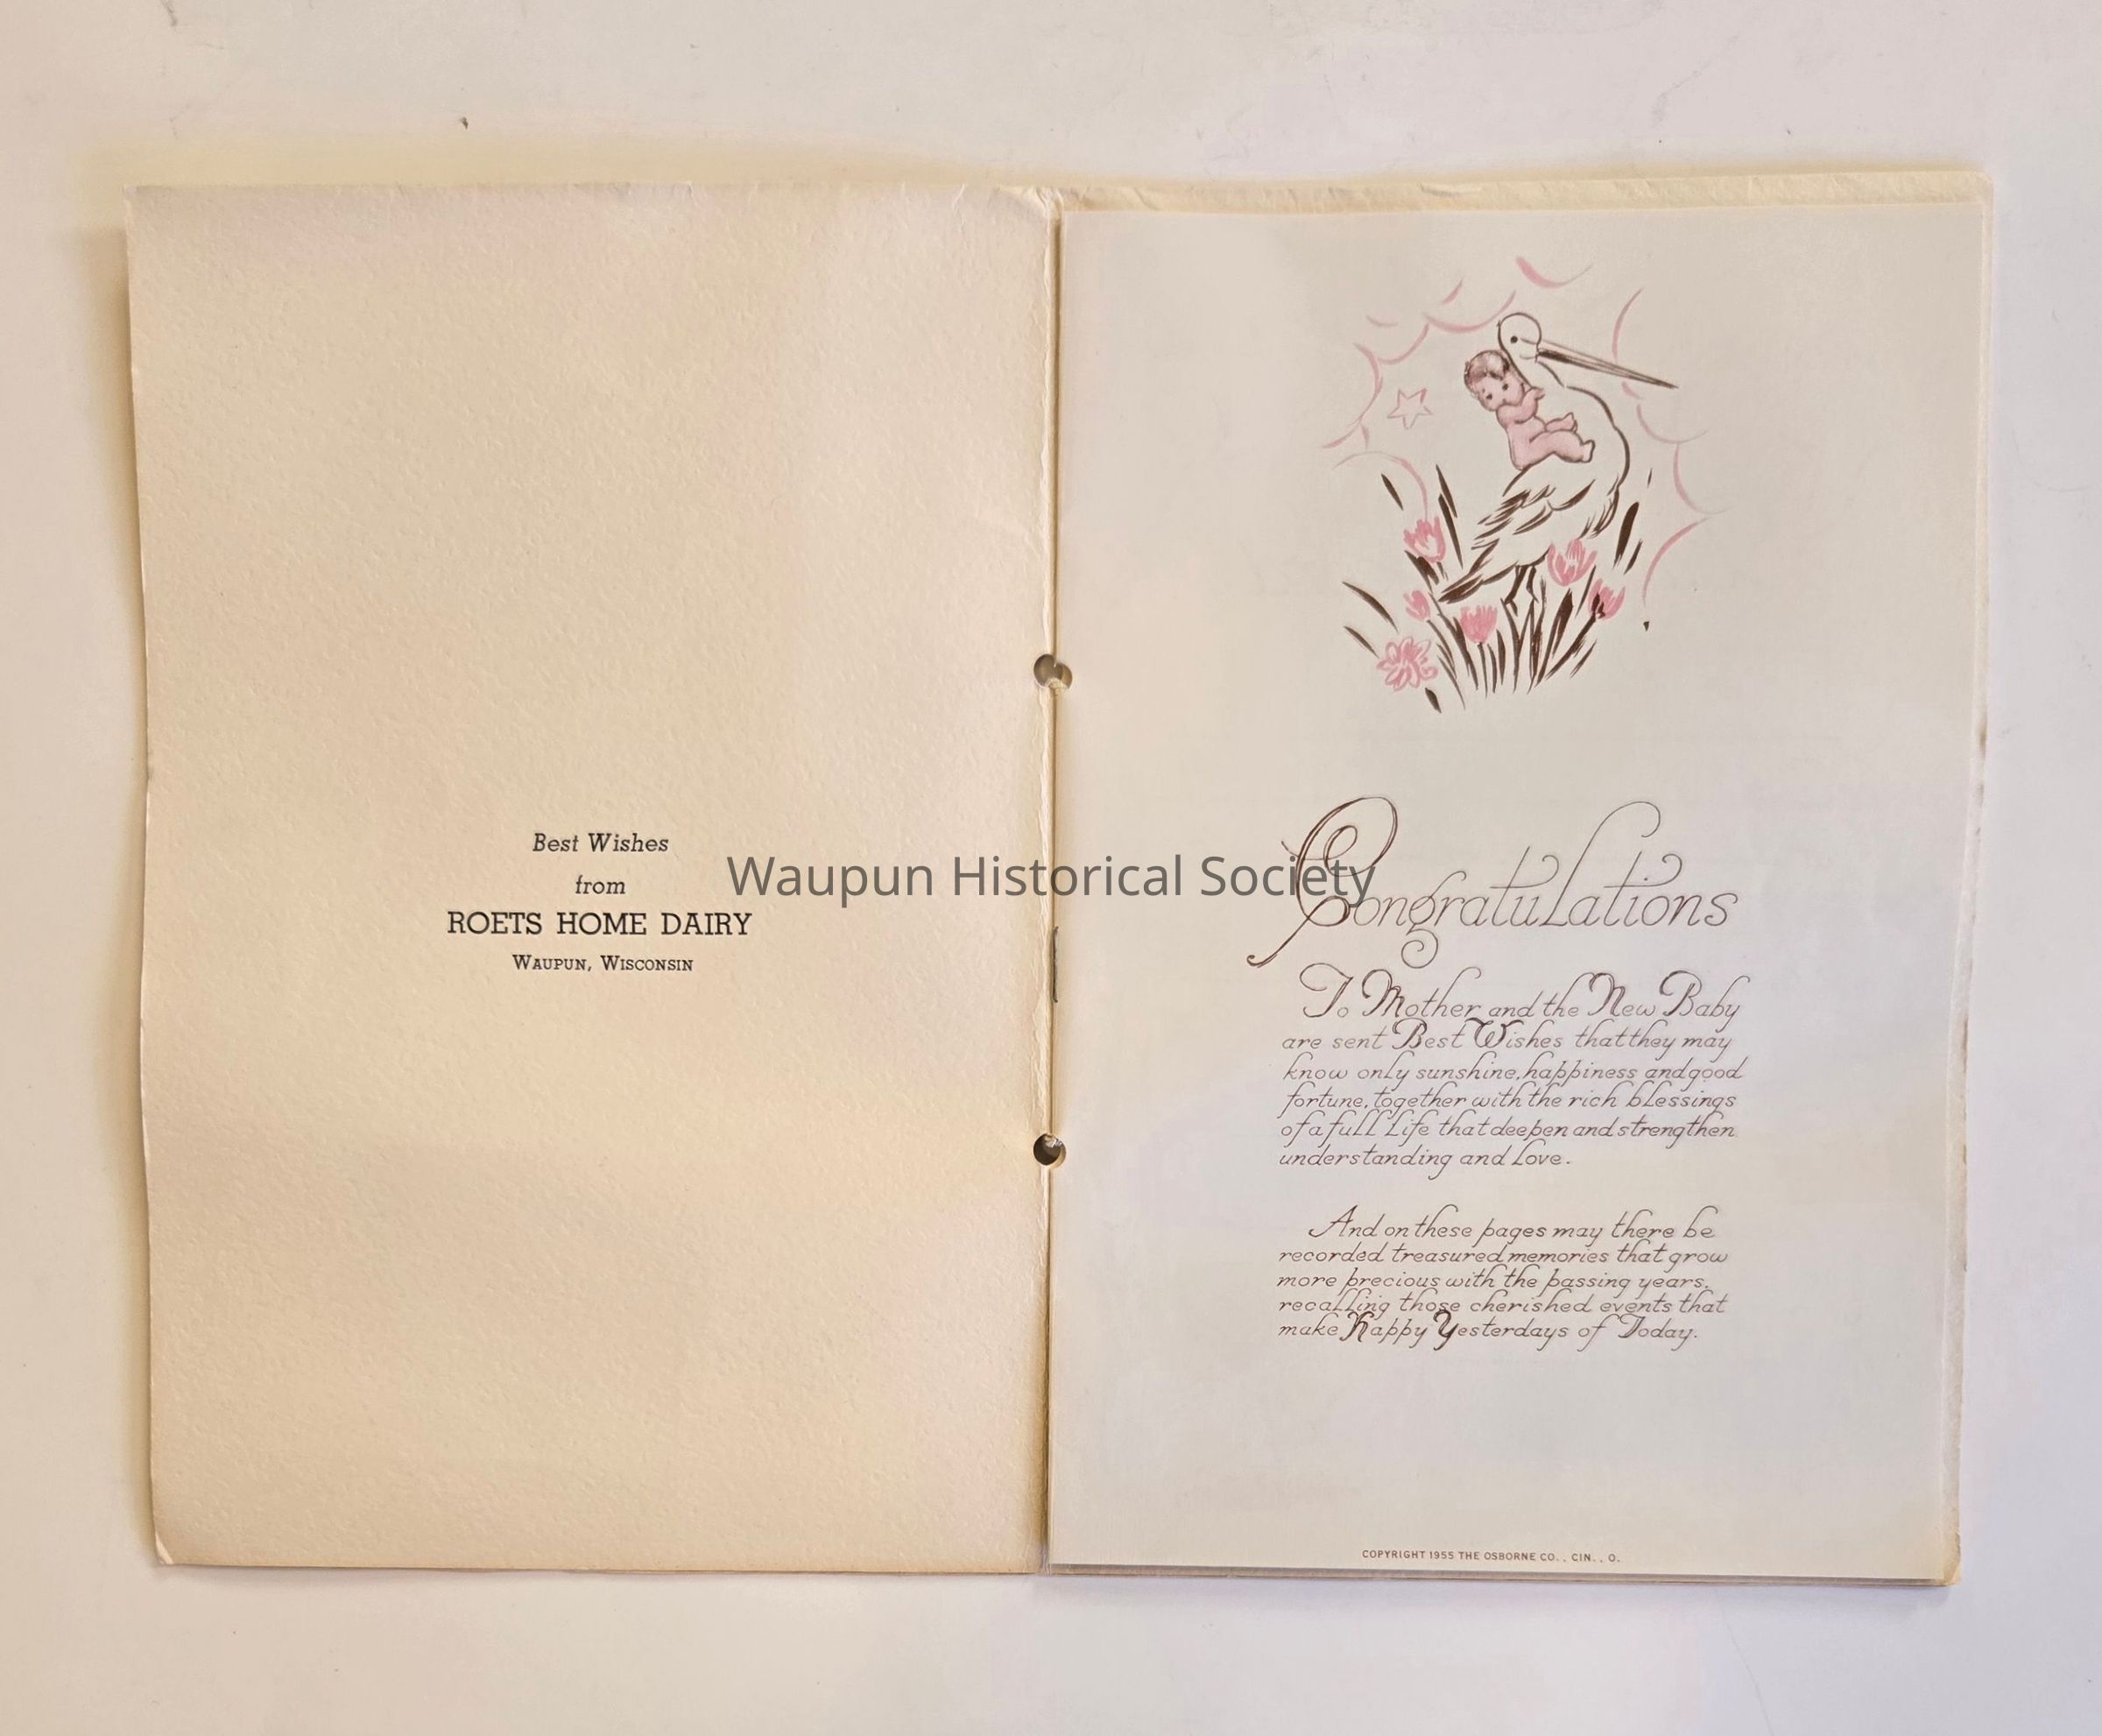 Best Wishes
from
ROETS HOME DAIRY
Waupun, Wisconsin
Waupun Historical Society
Congratulations
To Mother and the New Baby
are sent Best Wishes that they may
know only sunshine, happiness and good
fortune, together with the rich blessings
of a full life that deepen and strengthen
understanding and love.
And on these pages may there be
recorded treasured memories that grow
more precious with the passing years,
recalling those cherished events that
make Happy Yesterdays of Today.
COPYRIGHT 1955 THE OSBORNE CO., CIN., O.